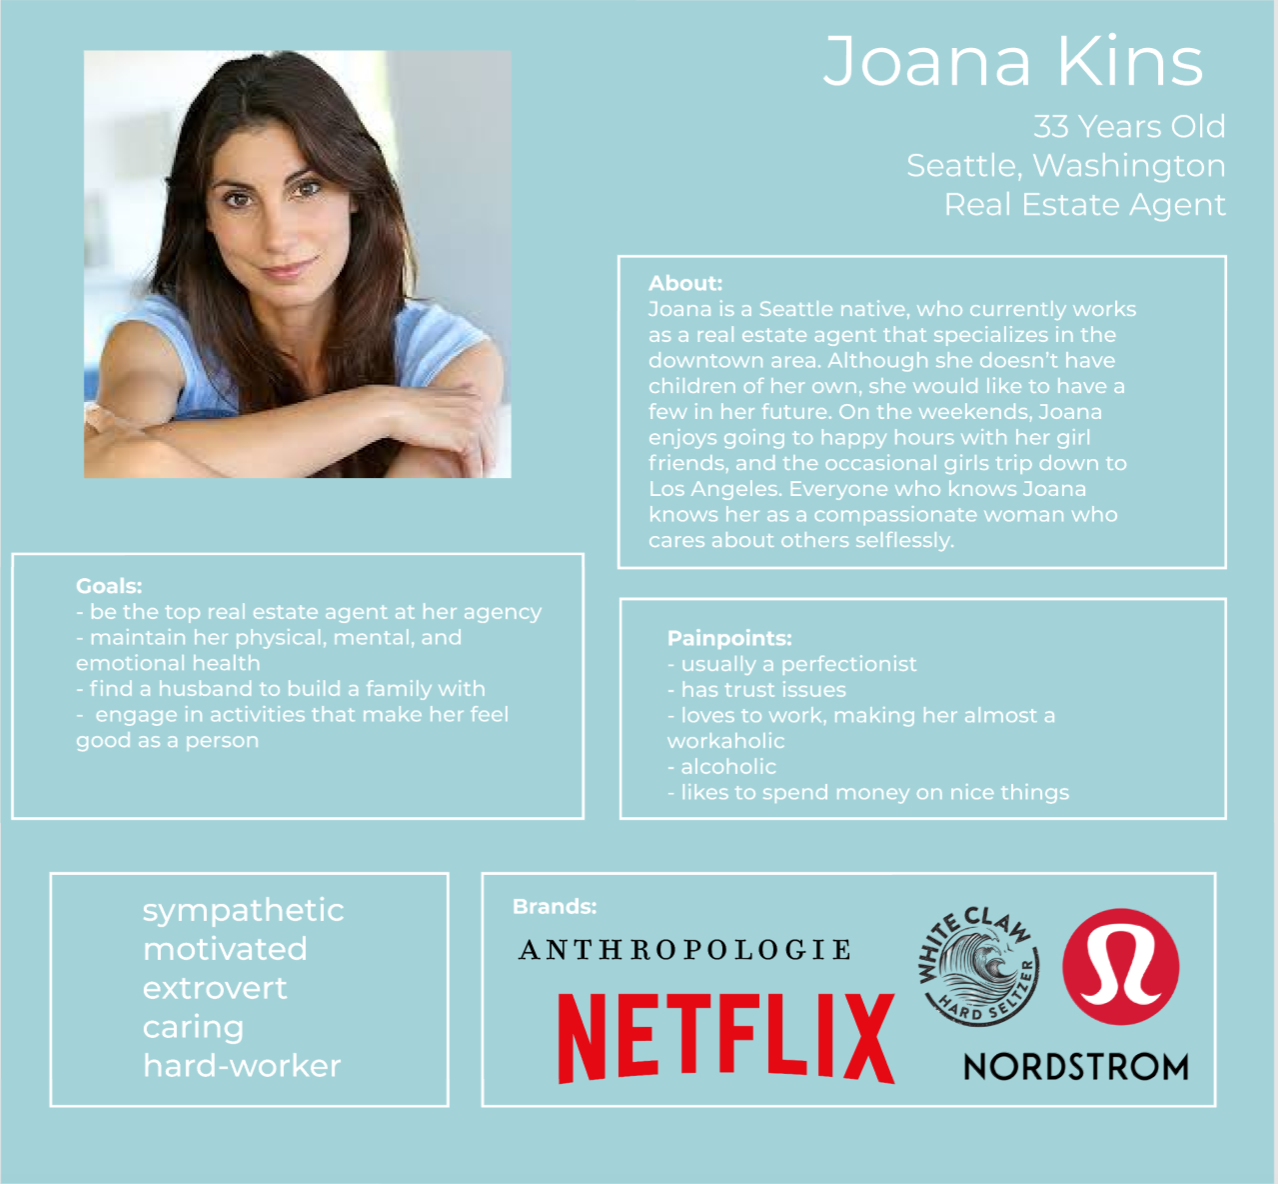 Joana Kins
33 Years Old
Seattle, Washington
Real Estate Agent
About:
Joana is a Seattle native, who currently works
as a real estate agent that specializes in the
downtown area. Although she doesn't have
children of her own, she would like to have a
few in her future. On the weekends, Joana
enjoys going to happy hours with her girl
friends, and the occasional girls trip down to
Los Angeles. Everyone who knows Joana
knows her as a compassionate woman who
cares about others selflessly.
Goals:
- be the top real estate agent at her agency
- maintain her physical, mental, and
emotional health
- find a husband to build a family with
-  engage in activities that make her feel
good as a person
Painpoints:
- usually a perfectionist
- has trust issues
- loves to work, making her almost a
workaholic
- alcoholic
- likes to spend money on nice things
sympathetic
motivated
extrovert
caring
hard-worker
Brands:
ANTHROPOLOGIE
NETFLIX
WHITE CLAW
HARD SELTZER
NORDSTROM